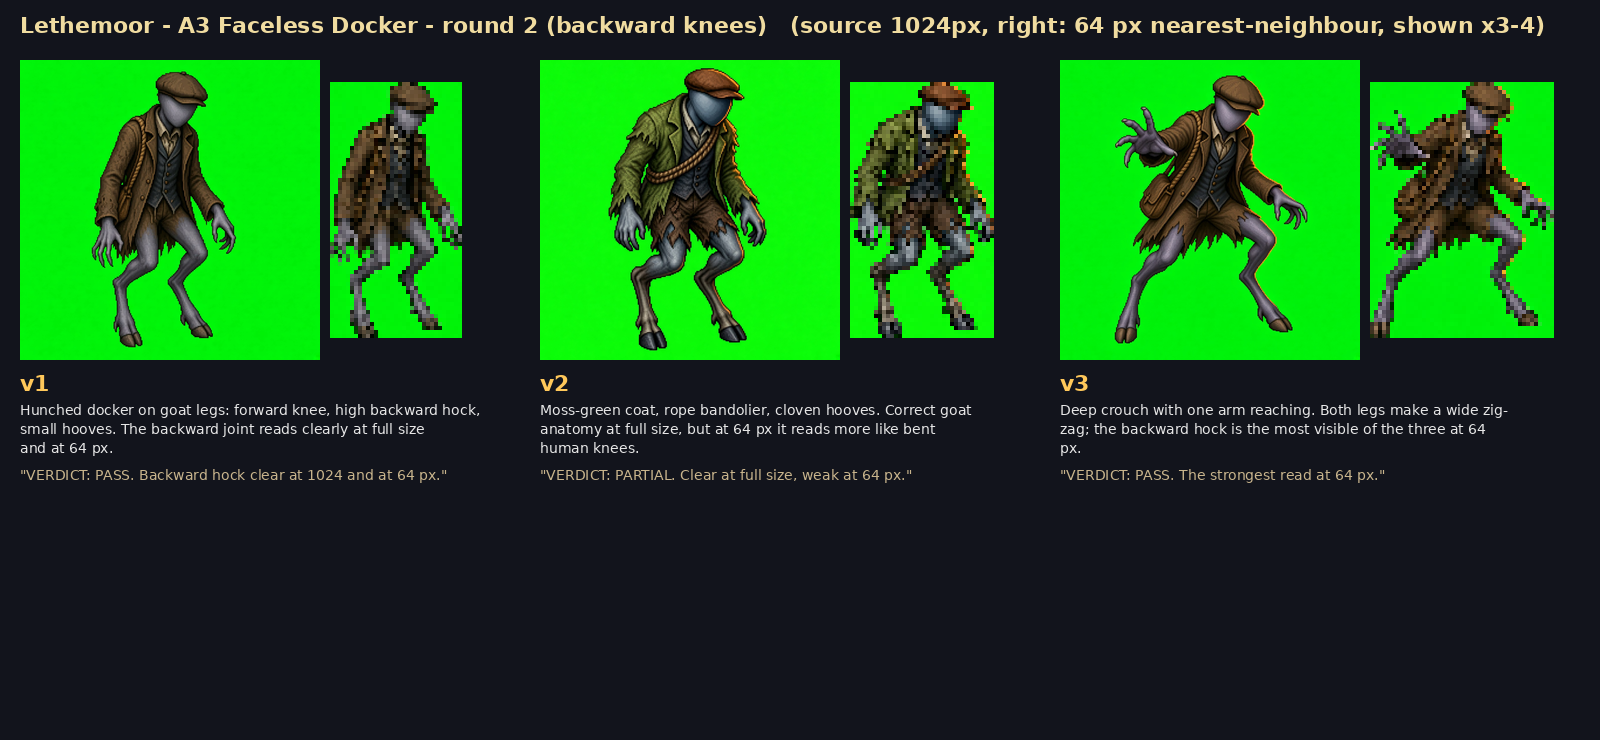 Lethemoor - A3 Faceless Docker - round 2 (backward knees)   (source 1024px, right: 64 px nearest-neighbour, shown x3-4)
v1
Hunched docker on goat legs: forward knee, high backward hock,
small hooves. The backward joint reads clearly at full size
and at 64 px.
"VERDICT: PASS. Backward hock clear at 1024 and at 64 px."
v2
Moss-green coat, rope bandolier, cloven hooves. Correct goat
anatomy at full size, but at 64 px it reads more like bent
human knees.
"VERDICT: PARTIAL. Clear at full size, weak at 64 px."
v3
Deep crouch with one arm reaching. Both legs make a wide zig-
zag; the backward hock is the most visible of the three at 64
px.
"VERDICT: PASS. The strongest read at 64 px."